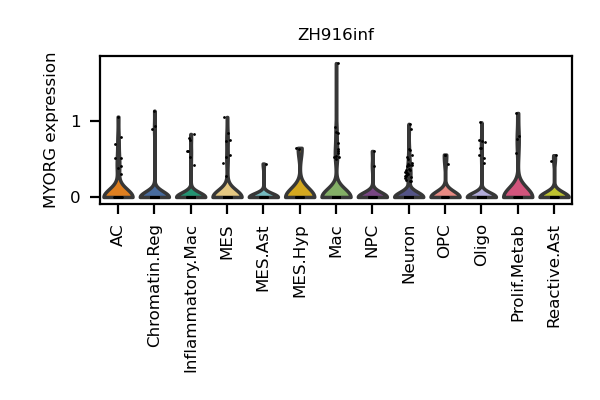 ZH916inf
MYORG expression
1
0
AC
Chromatin.Reg
Inflammatory.Mac
MES
MES.Ast
MES.Hyp
Mac
NPC
Neuron
OPC
Oligo
Prolif.Metab
Reactive.Ast